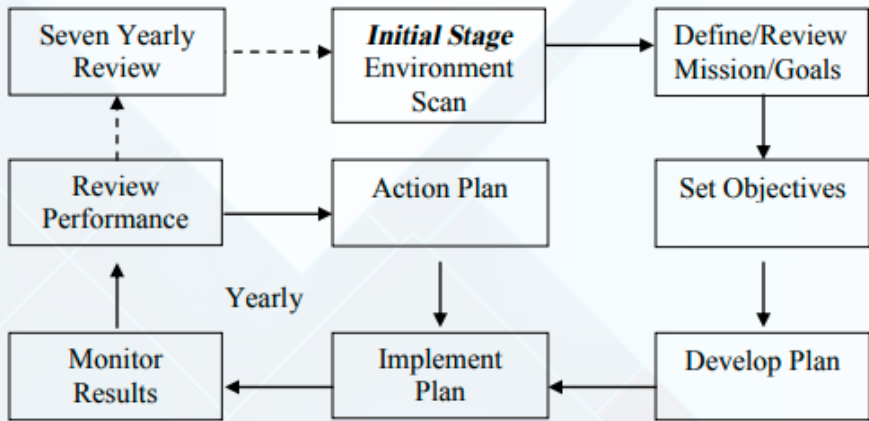 Seven Yearly
Review
Initial Stage
Environment
Scan
Define/Review
Mission/Goals
Review
Performance
Action Plan
Set Objectives
Yearly
Monitor
Results
Implement
Plan
Develop Plan